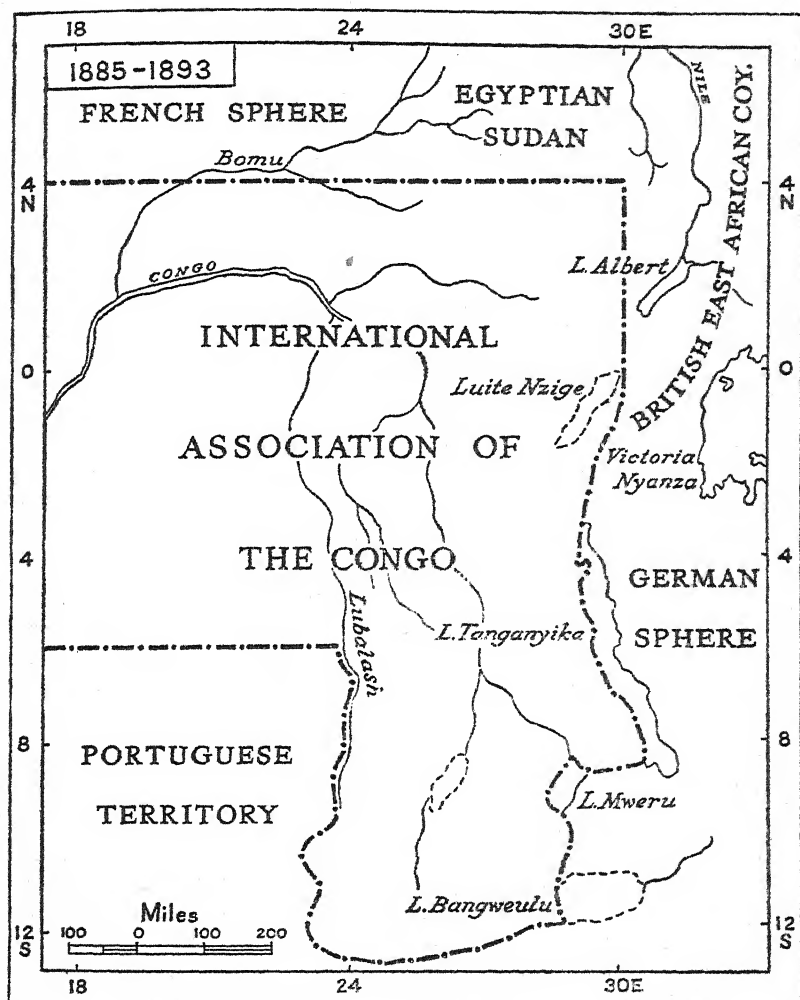 18 24 30E
1885-1893
FRENCH SPHERE
EGYPTIAN
SUDAN
NILE
BRITISH EAST AFRICAN COY.
Bomu
4
N
4
N
CONGO
L.Albert
INTERNATIONAL
0
0
Luite Nzige
ASSOCIATION OF
Victoria
Nyanza
THE CONGO
4
4
GERMAN
SPHERE
Lubalash
L.Tanganyika
8
8
PORTUGUESE
TERRITORY
L.Mweru
L.Bangweulu
Miles
100 0 100 200
12
S
12
S
18 24 30E